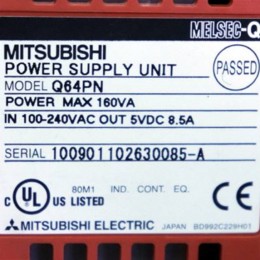 MELSEC-Q
MITSUBISHI
POWER SUPPLY UNIT
PASSED
MODEL Q64PN
POWER MAX 160VA
IN 100-240VAC OUT 5VDC 8.5A
SERIAL 100901102630085-A
80M1 IND. CONT. EQ.
C UL US LISTED
MITSUBISHI ELECTRIC JAPAN BD992C229H01